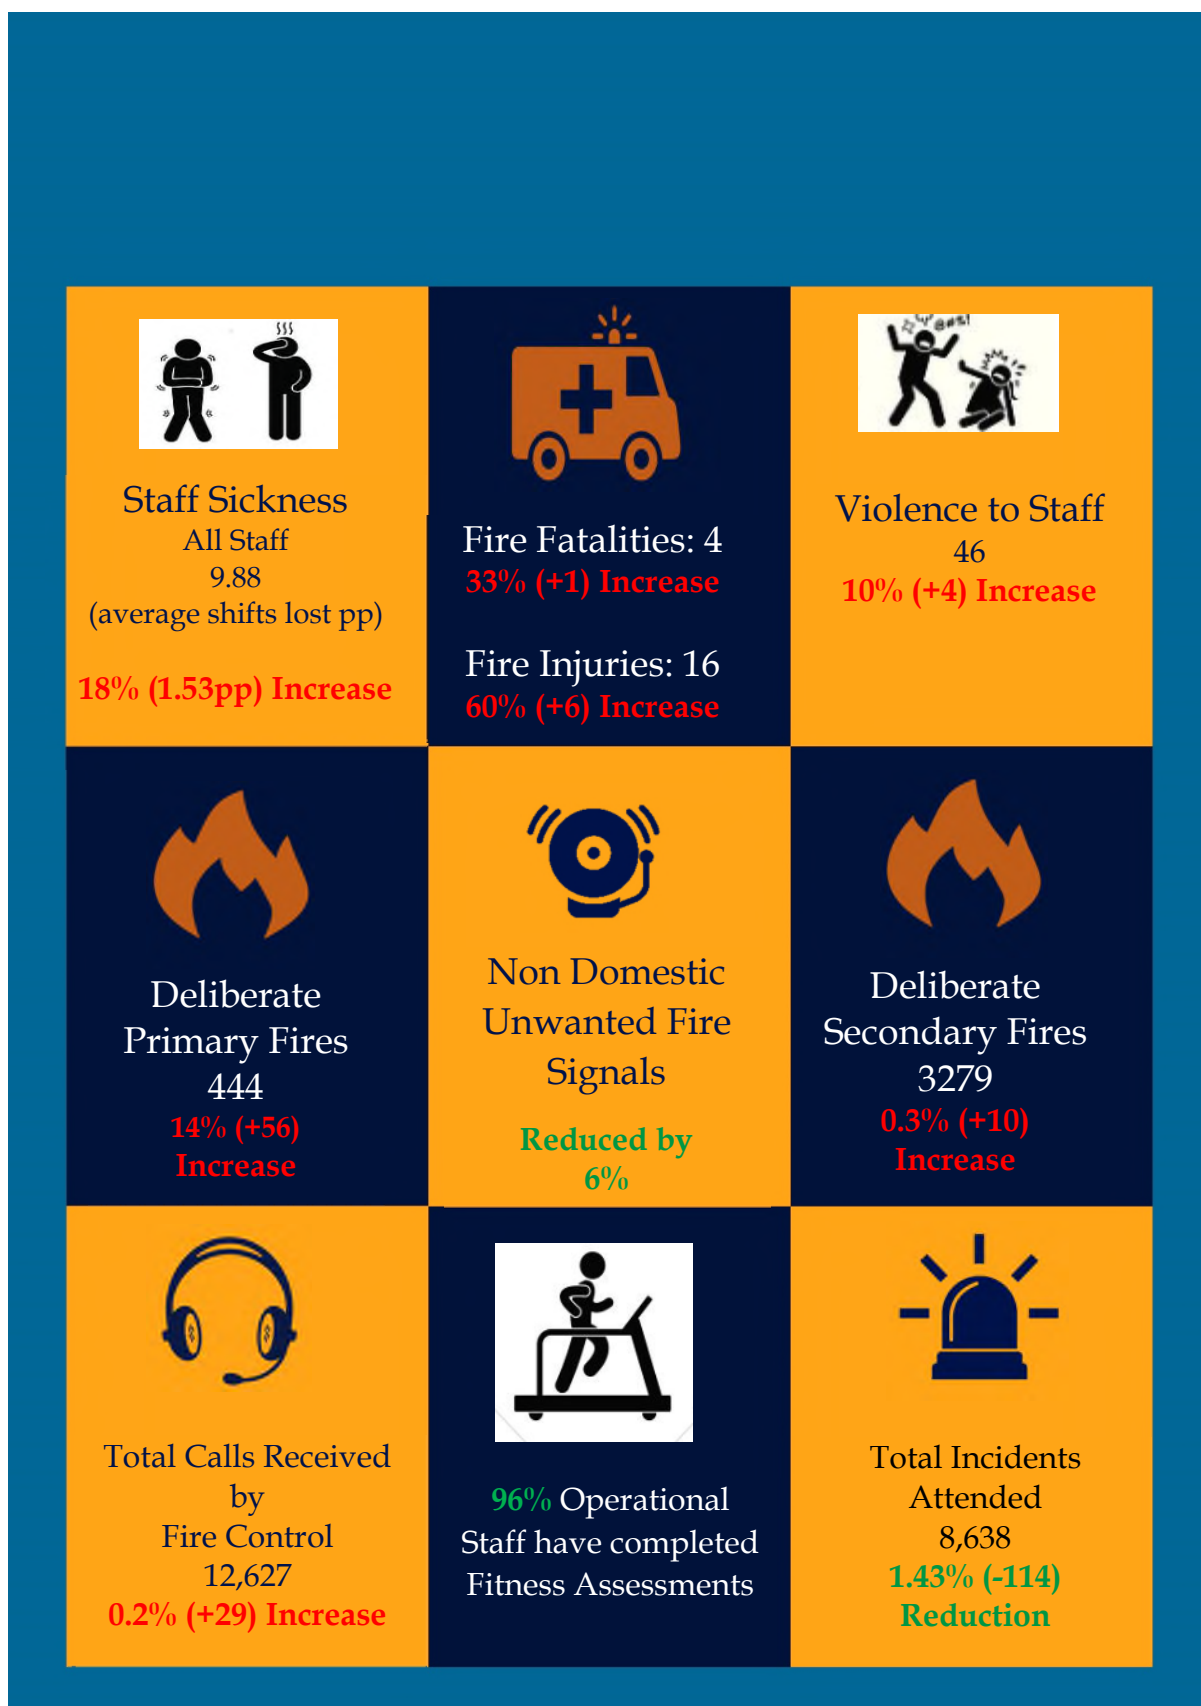 Staff Sickness
All Staff
9.88
(average shifts lost pp)
18% (1.53pp) Increase
Fire Fatalities: 4
33% (+1) Increase
Fire Injuries: 16
60% (+6) Increase
@#$!
Violence to Staff
46
10% (+4) Increase
Deliberate
Primary Fires
444
14% (+56)
Increase
Non Domestic
Unwanted Fire
Signals
Reduced by
6%
Deliberate
Secondary Fires
3279
0.3% (+10)
Increase
Total Calls Received
by
Fire Control
12,627
0.2% (+29) Increase
96% Operational
Staff have completed
Fitness Assessments
Total Incidents
Attended
8,638
1.43% (-114)
Reduction